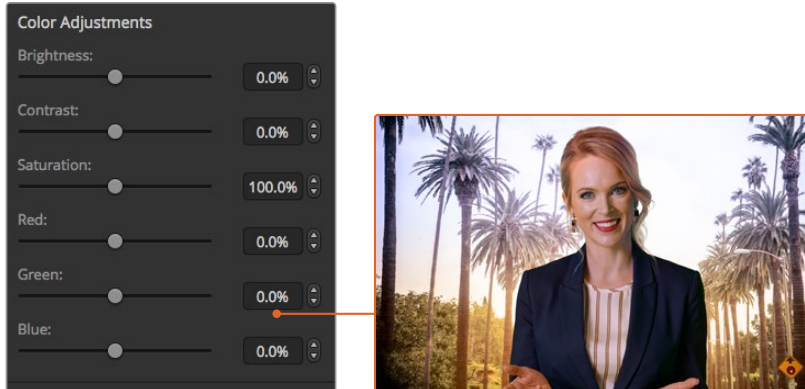 Color Adjustments
Brightness:
0.0%
Contrast:
0.0%
Saturation:
100.0%
Red:
0.0%
Green:
0.0%
Blue:
0.0%